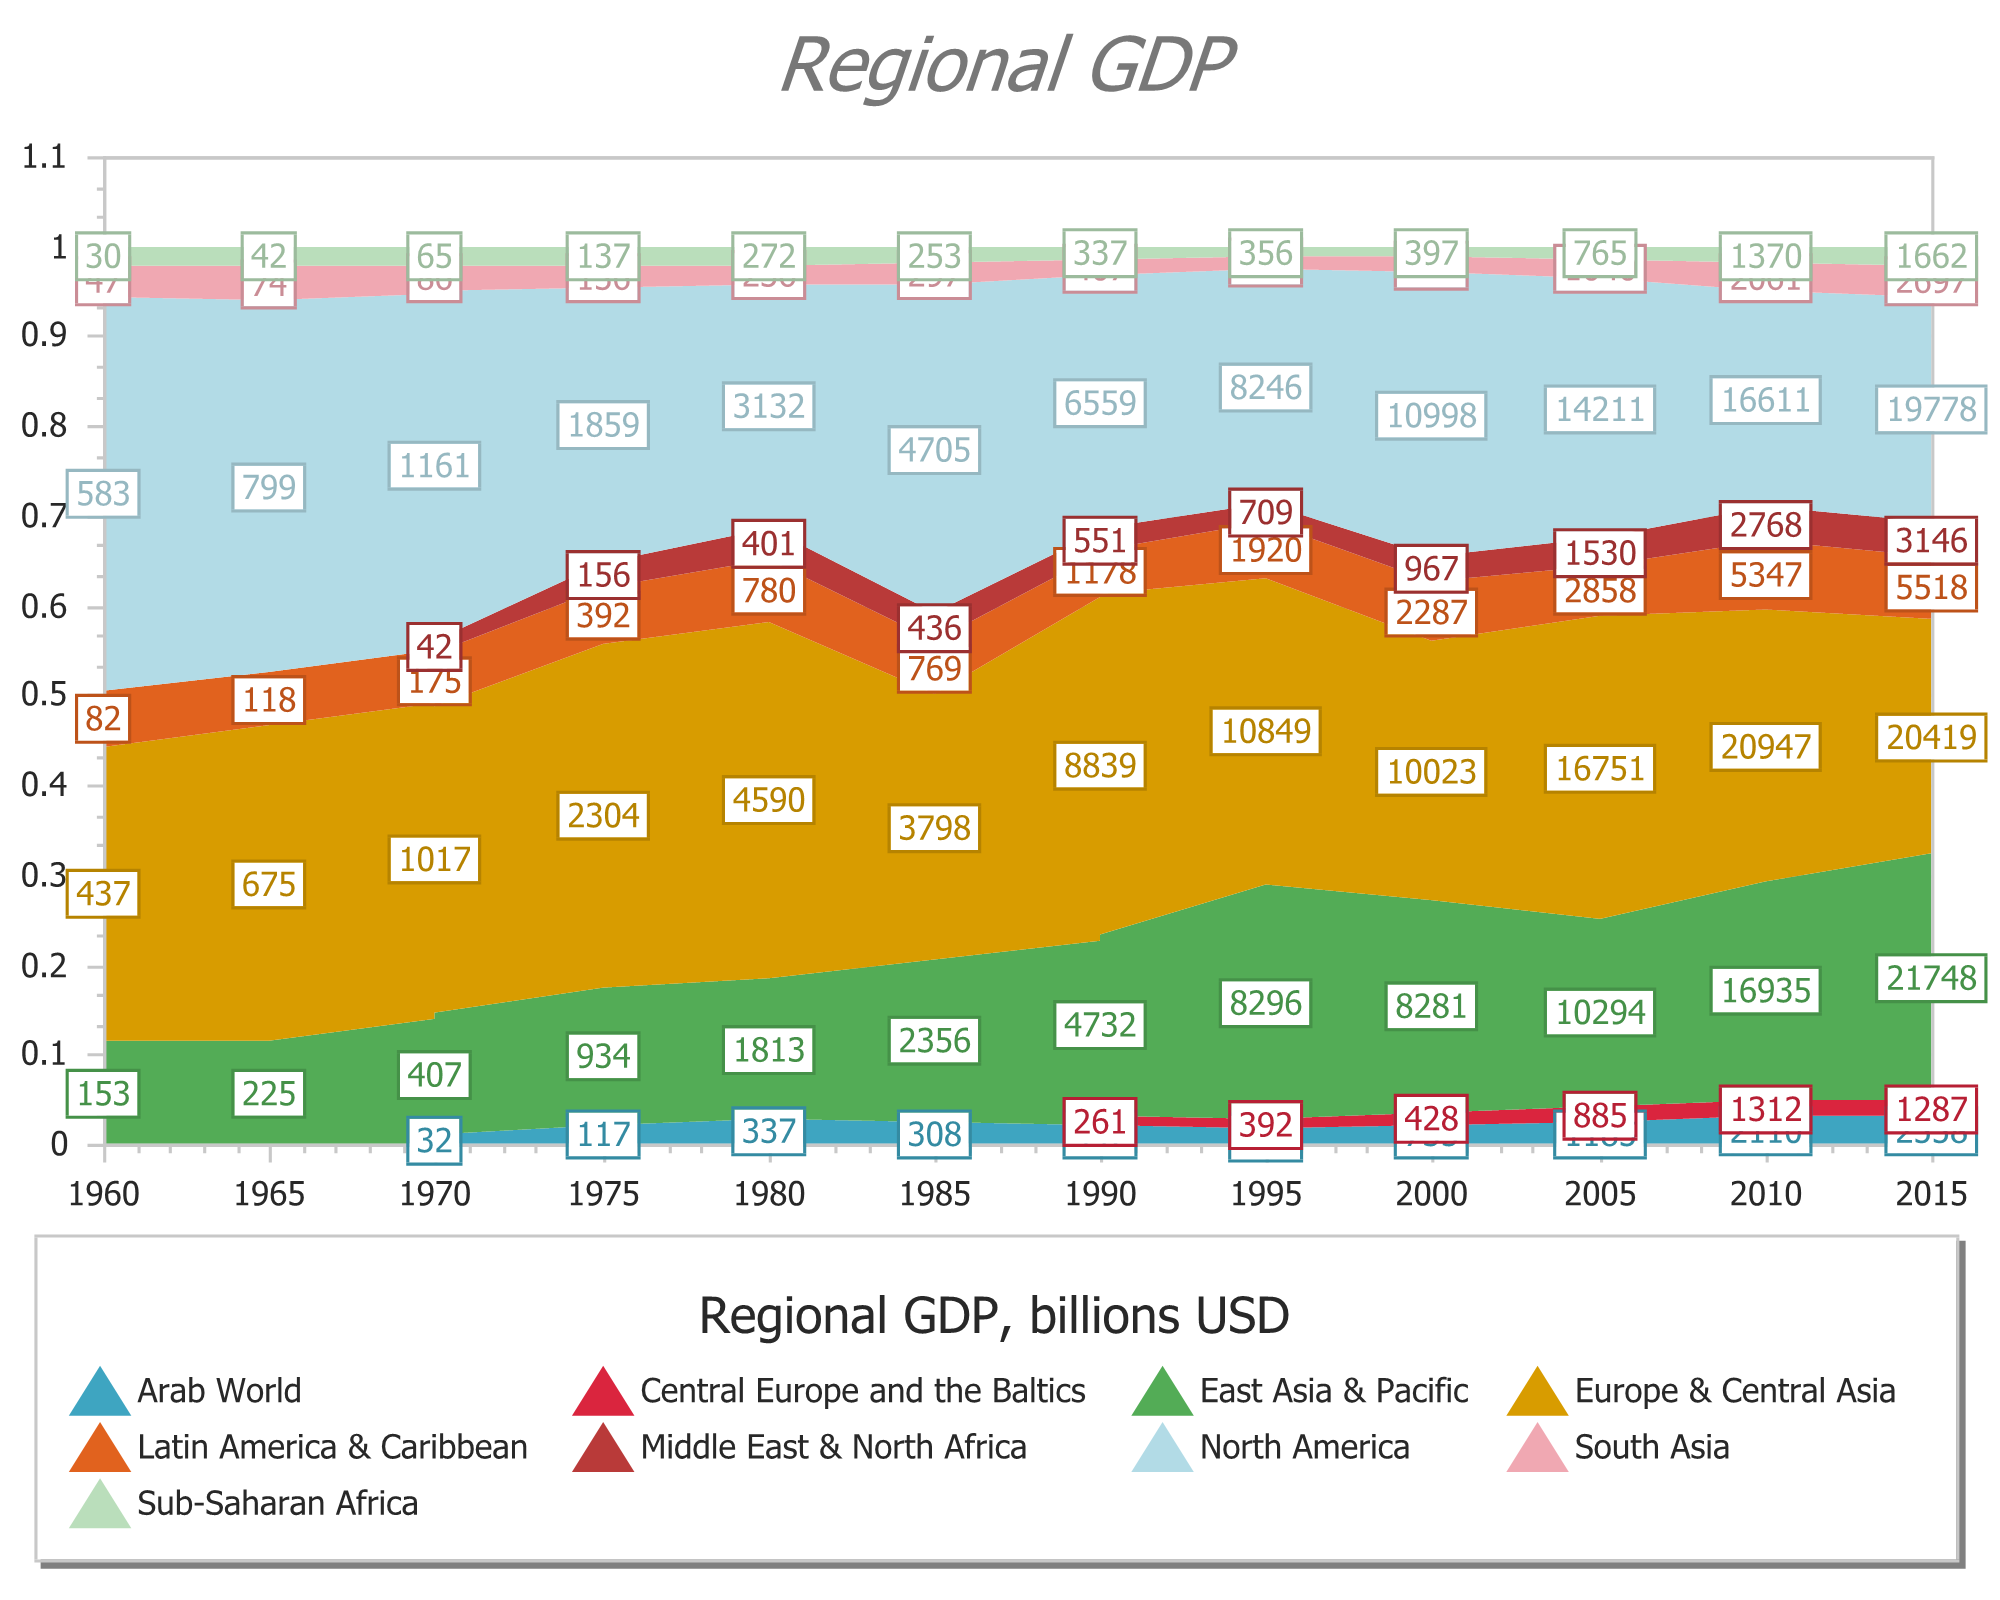 Regional GDP
1.1
1
0.9
0.8
0.7
0.6
0.5
0.4
0.3
0.2
0.1
0
30 42 65 137 272 253 337 356 397 765 1370 1662
47 74 2697
583 799 1161 1859 3132 4705 6559 8246 10998 14211 16611 19778
42 156 401 436 551 709 967 1530 2768 3146
82 118 175 392 780 769 1178 1920 2287 2858 5347 5518
437 675 1017 2304 4590 3798 8839 10849 10023 16751 20947 20419
153 225 407 934 1813 2356 4732 8296 8281 10294 16935 21748
261 392 428 885 1312 1287
32 117 337 308
1960 1965 1970 1975 1980 1985 1990 1995 2000 2005 2010 2015
Regional GDP, billions USD
Arab World Central Europe and the Baltics East Asia & Pacific Europe & Central Asia
Latin America & Caribbean Middle East & North Africa North America South Asia
Sub-Saharan Africa